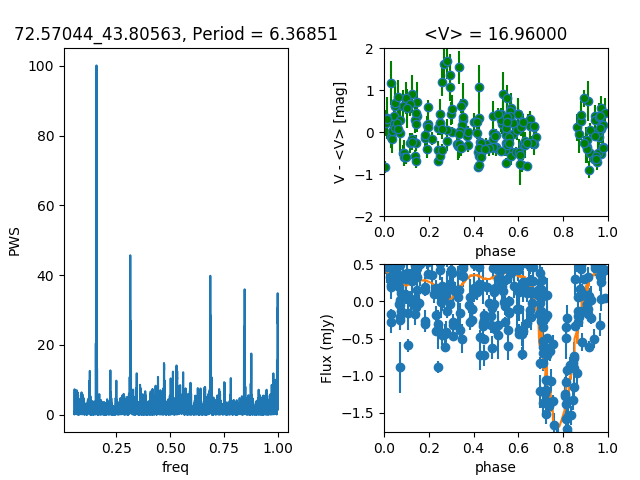 72.57044_43.80563, Period = 6.36851
PWS
100
80
60
40
20
0
0.25 0.50 0.75 1.00
freq
<V> = 16.96000
V - <V> [mag]
2
1
0
−1
−2
0.0 0.2 0.4 0.6 0.8 1.0
phase
Flux (mJy)
0.5
0.0
−0.5
−1.0
−1.5
0.0 0.2 0.4 0.6 0.8 1.0
phase